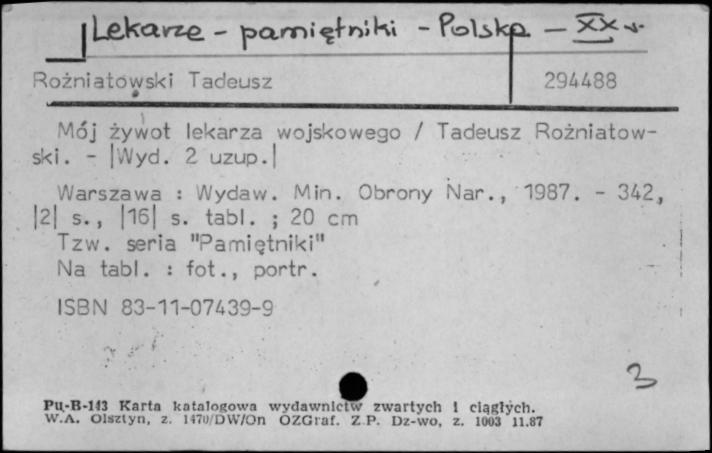 Lekarze - pamiętniki - Polska - XX w.
Rożniatowski Tadeusz 294488
Mój żywot lekarza wojskowego / Tadeusz Rożniatow-
ski. - |Wyd. 2 uzup.|
Warszawa : Wydaw. Min. Obrony Nar., 1987. - 342,
|2| s., |16| s. tabl. ; 20 cm
Tzw. seria "Pamiętniki"
Na tabl. : fot., portr.
ISBN 83-11-07439-9
3
Pu-B-143 Karta katalogowa wydawnictw zwartych i ciągłych.
W.A. Olsztyn, z. 1470/DW/On OZGraf. Z.P. Dz-wo, z. 1003 11.87